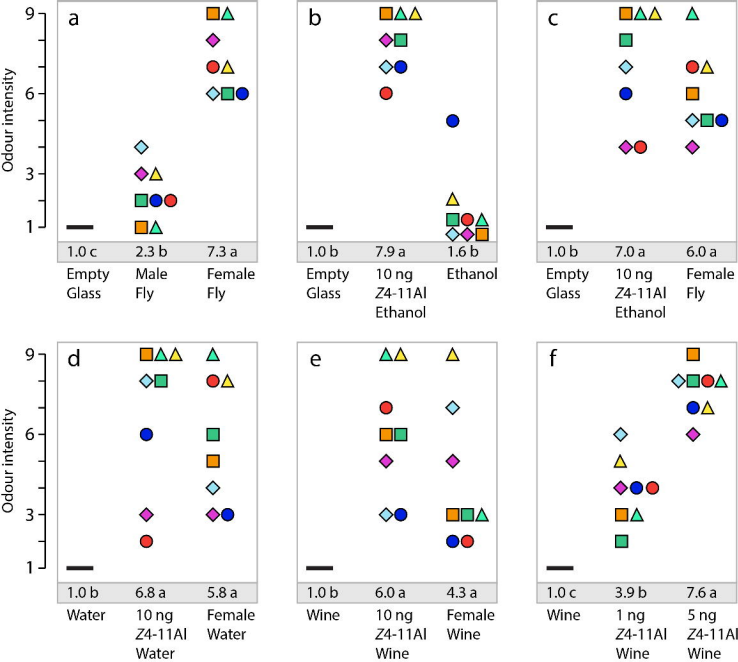 a
b
c
Odour intensity
9
6
3
1
1.0 c 2.3 b 7.3 a
Empty Glass
Male Fly
Female Fly
1.0 b 7.9 a 1.6 b
Empty Glass
10 ng Z4-11Al Ethanol
Ethanol
1.0 b 7.0 a 6.0 a
Empty Glass
10 ng Z4-11Al Ethanol
Female Fly
d
e
f
Odour intensity
9
6
3
1
1.0 b 6.8 a 5.8 a
Water
10 ng Z4-11Al Water
Female Water
1.0 b 6.0 a 4.3 a
Wine
10 ng Z4-11Al Wine
Female Wine
1.0 c 3.9 b 7.6 a
Wine
1 ng Z4-11Al Wine
5 ng Z4-11Al Wine